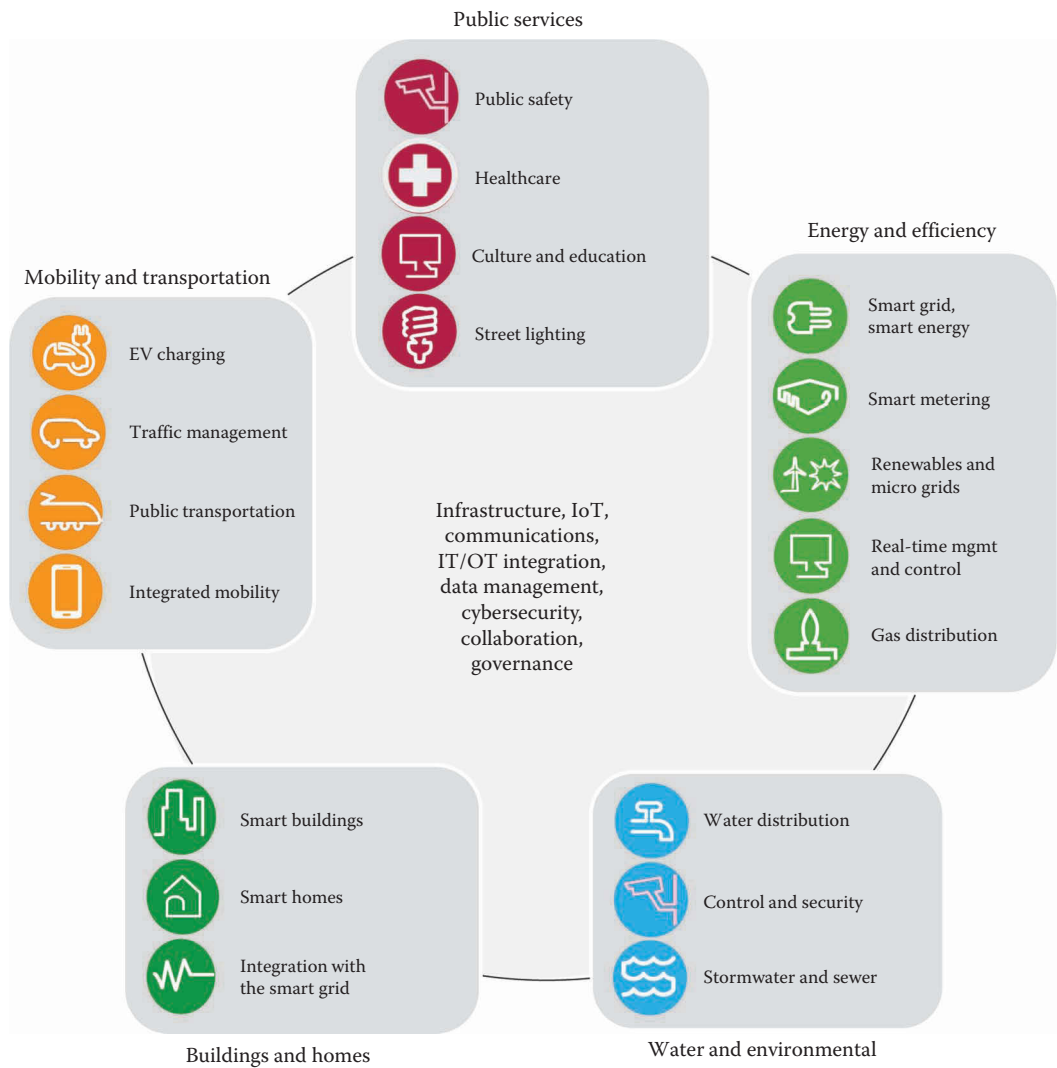 Public services
Public safety
Healthcare
Culture and education
Street lighting
Energy and efficiency
Smart grid,
smart energy
Smart metering
Renewables and
micro grids
Real-time mgmt
and control
Gas distribution
Mobility and transportation
EV charging
Traffic management
Public transportation
Integrated mobility
Infrastructure, IoT,
communications,
IT/OT integration,
data management,
cybersecurity,
collaboration,
governance
Smart buildings
Smart homes
Integration with
the smart grid
Buildings and homes
Water distribution
Control and security
Stormwater and sewer
Water and environmental